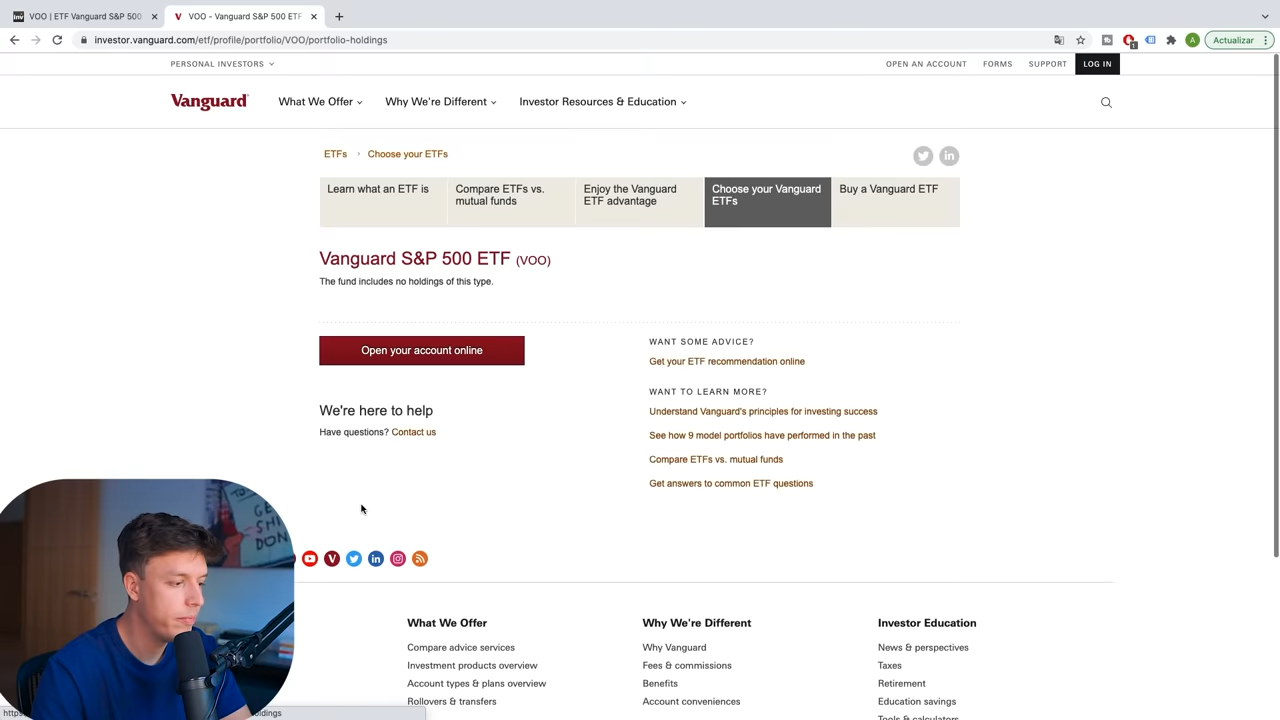 VOO | ETF Vanguard S&P 500
VOO - Vanguard S&P 500 ETF
investor.vanguard.com/etf/profile/portfolio/VOO/portfolio-holdings
Actualizar
PERSONAL INVESTORS
OPEN AN ACCOUNT
FORMS
SUPPORT
LOG IN
Vanguard
What We Offer
Why We're Different
Investor Resources & Education
ETFs
Choose your ETFs
Learn what an ETF is
Compare ETFs vs.
mutual funds
Enjoy the Vanguard
ETF advantage
Choose your Vanguard
ETFs
Buy a Vanguard ETF
Vanguard S&P 500 ETF (VOO)
The fund includes no holdings of this type.
Open your account online
We're here to help
Have questions? Contact us
WANT SOME ADVICE?
Get your ETF recommendation online
WANT TO LEARN MORE?
Understand Vanguard's principles for investing success
See how 9 model portfolios have performed in the past
Compare ETFs vs. mutual funds
Get answers to common ETF questions
What We Offer
Compare advice services
Investment products overview
Account types & plans overview
Rollovers & transfers
Why We're Different
Why Vanguard
Fees & commissions
Benefits
Account conveniences
Investor Education
News & perspectives
Taxes
Retirement
Education savings
Tools & calculators